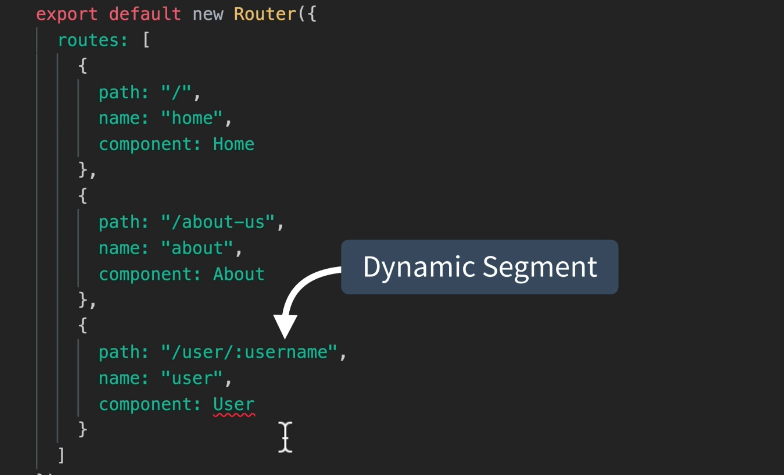 export default new Router({
routes: [
{
path: "/",
name: "home",
component: Home
},
{
path: "/about-us",
name: "about",
component: About
},
Dynamic Segment
{
path: "/user/:username",
name: "user",
component: User
}
]